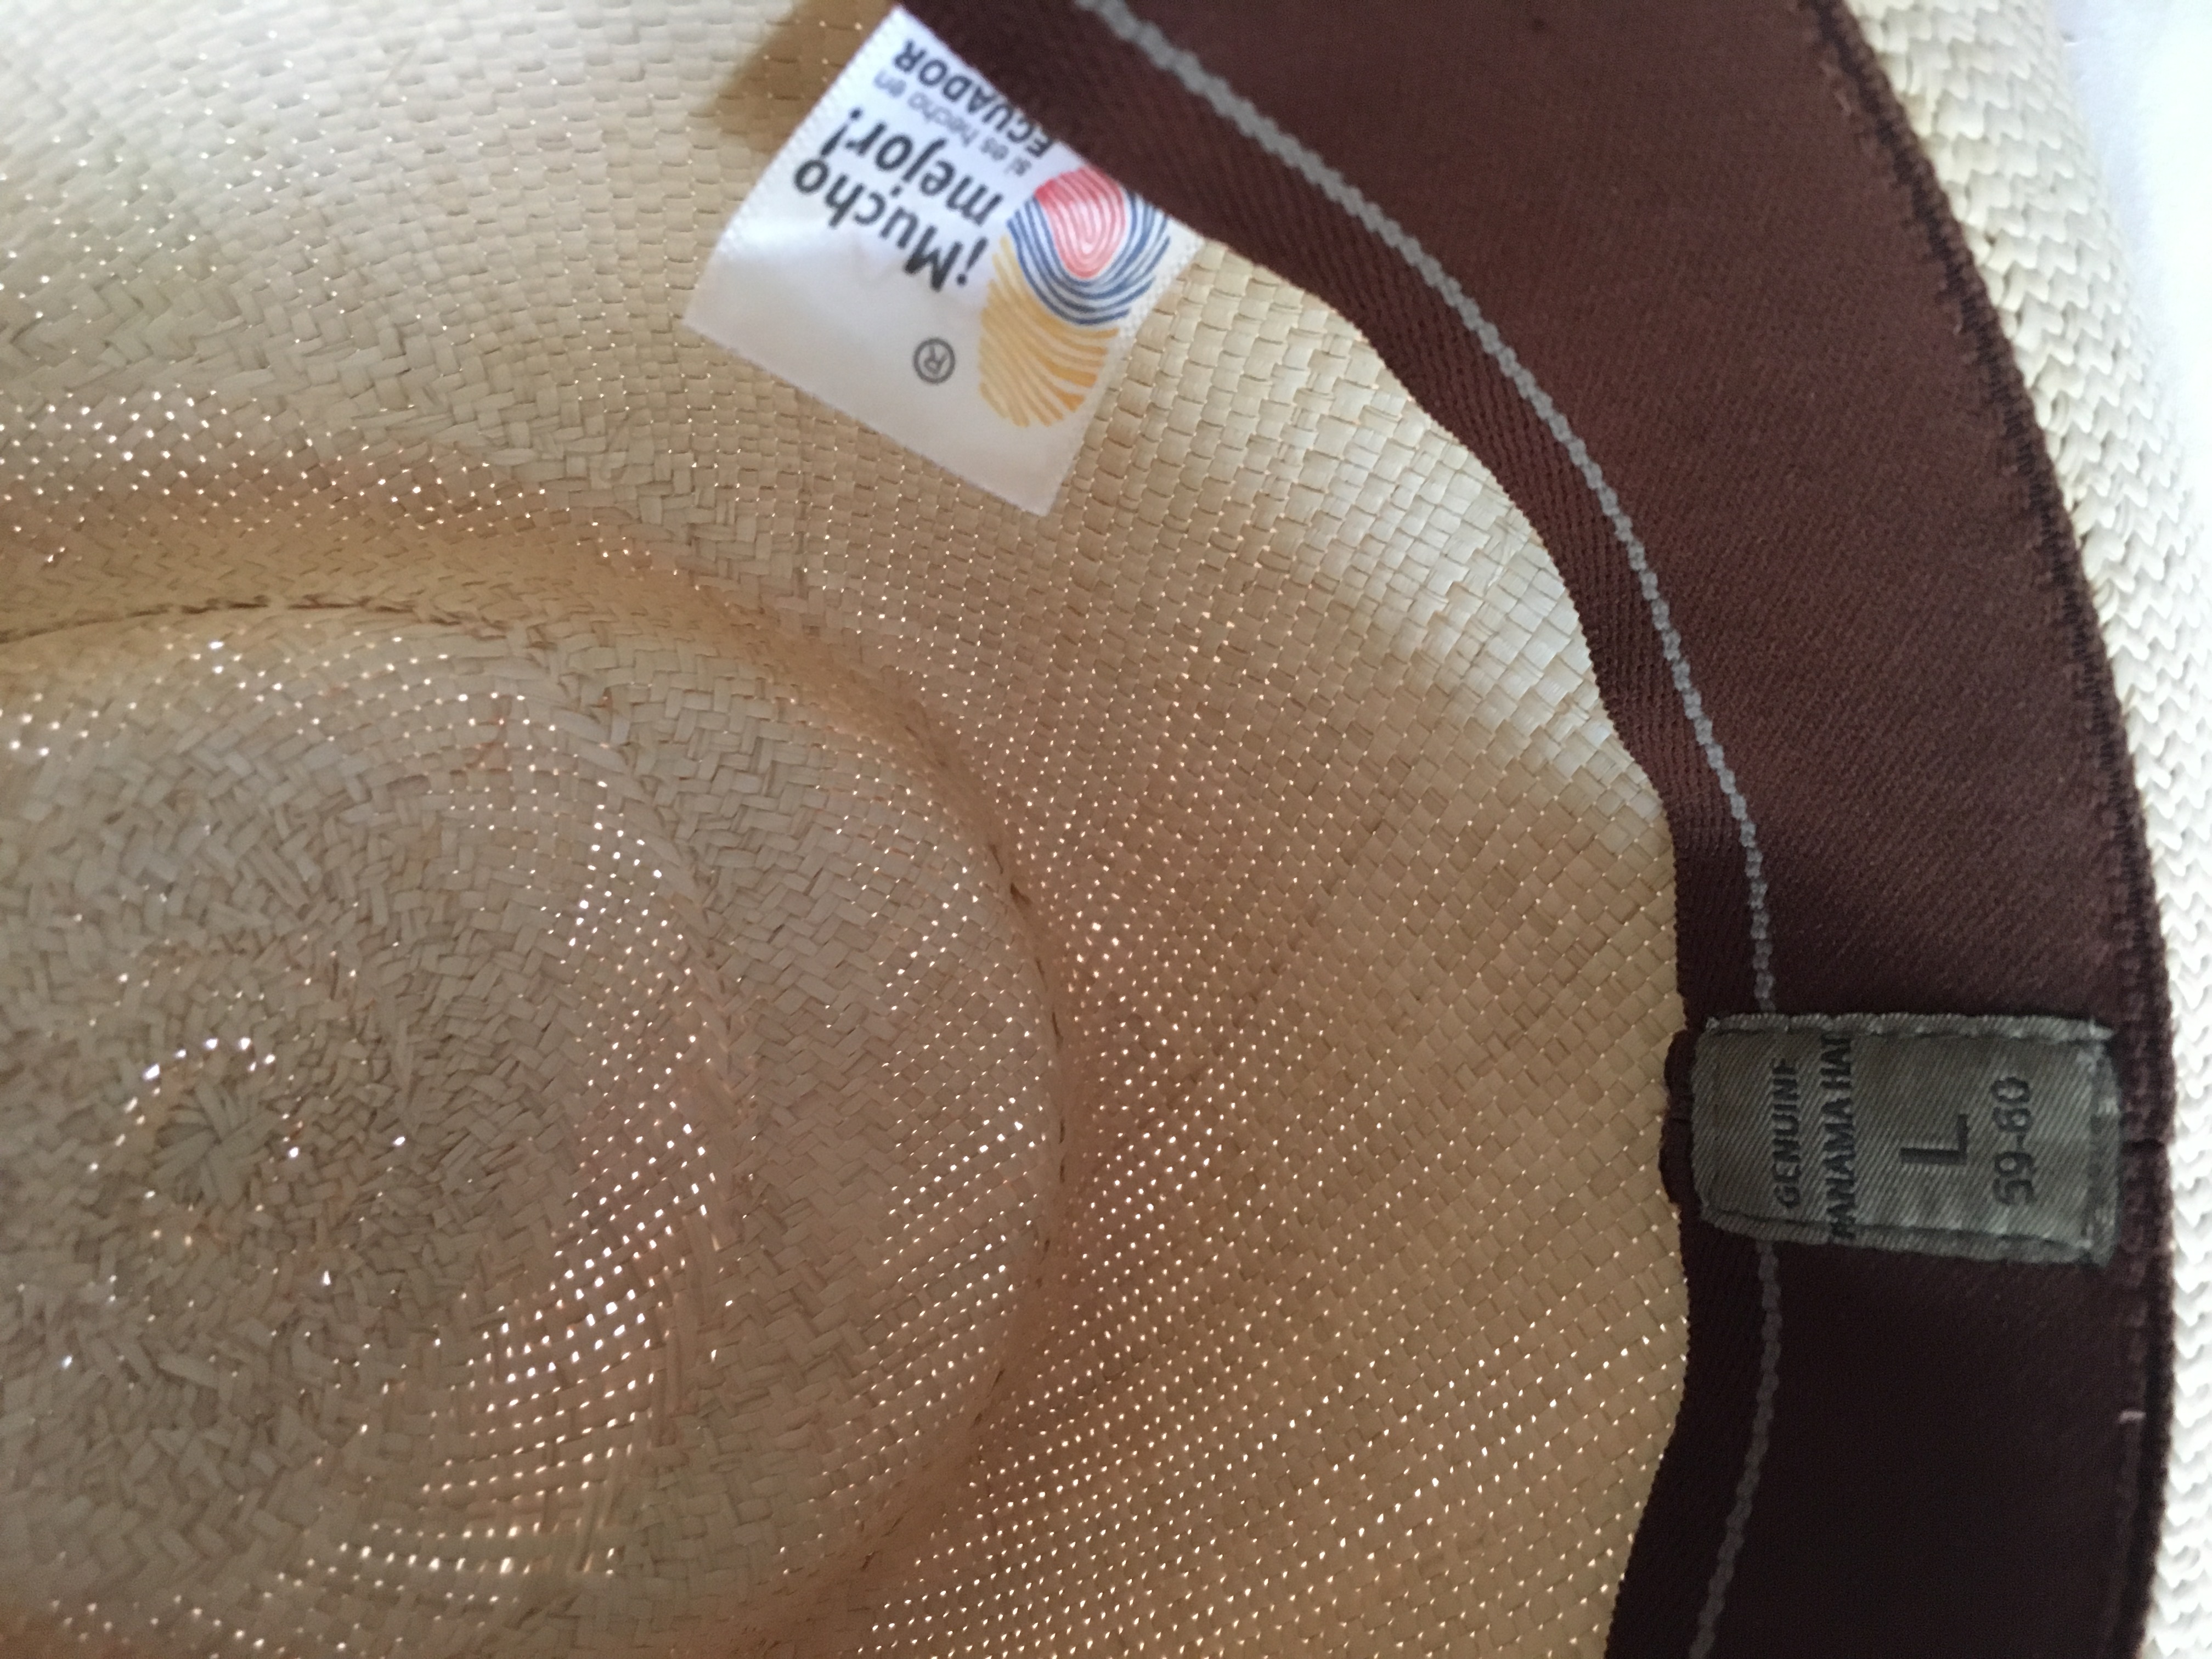 ¡Mucho
mejor!
si es hecho en
ECUADOR
®
GENUINE
PANAMA HAT
L
59-60